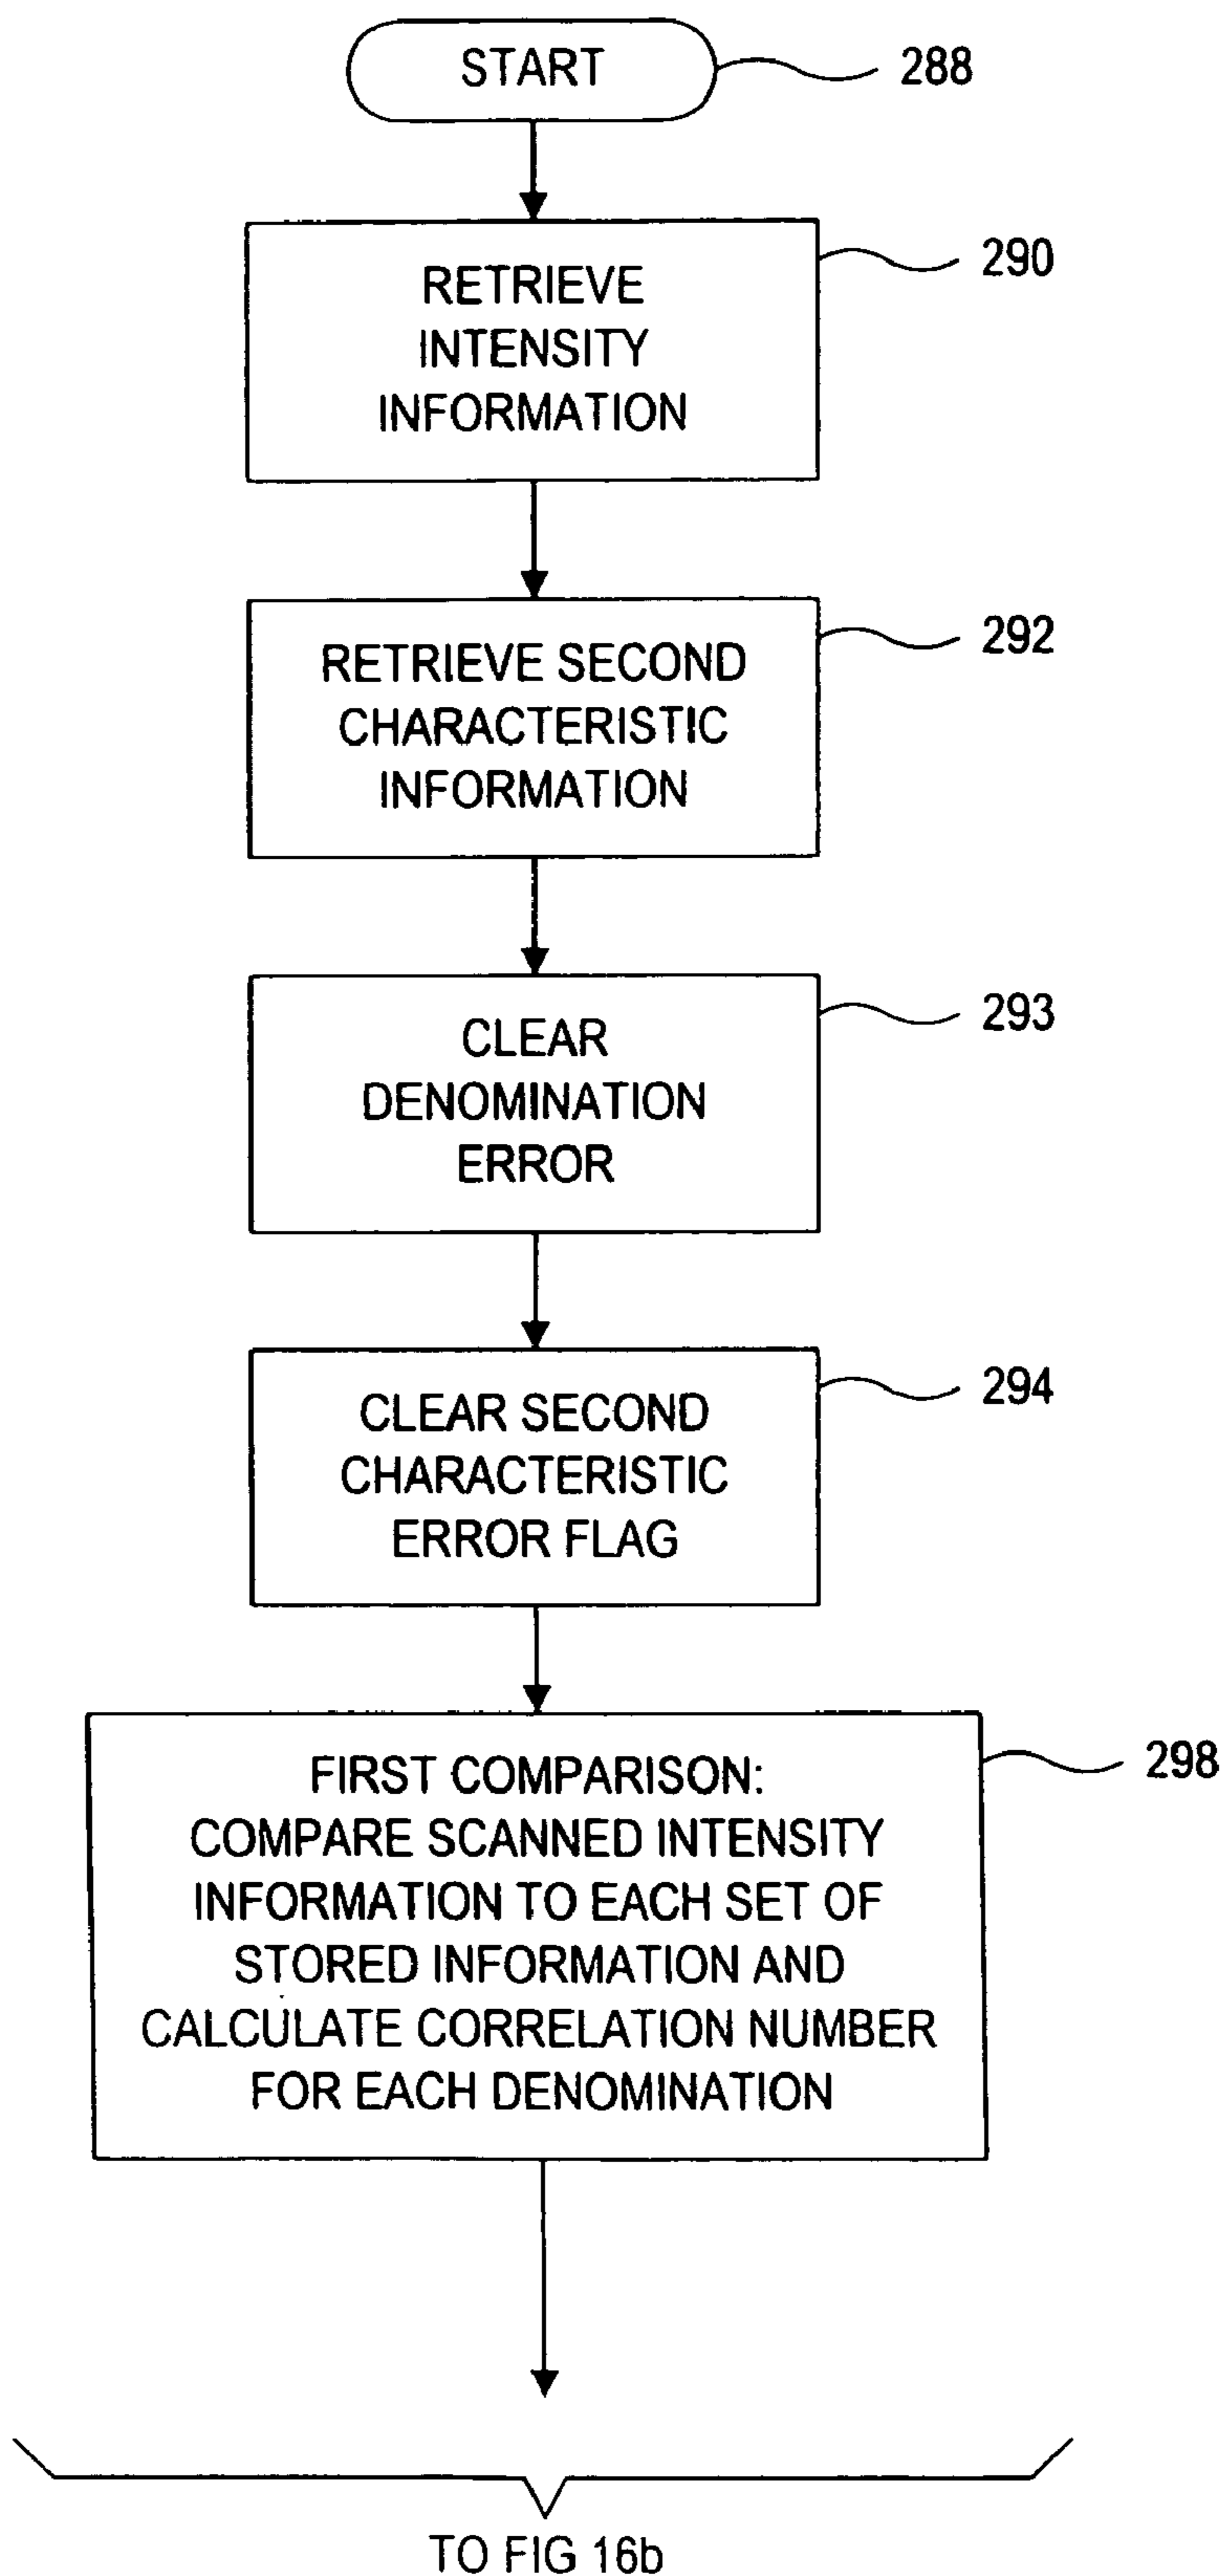 START
288
RETRIEVE
INTENSITY
INFORMATION
290
RETRIEVE SECOND
CHARACTERISTIC
INFORMATION
292
CLEAR
DENOMINATION
ERROR
293
CLEAR SECOND
CHARACTERISTIC
ERROR FLAG
294
FIRST COMPARISON:
COMPARE SCANNED INTENSITY
INFORMATION TO EACH SET OF
STORED INFORMATION AND
CALCULATE CORRELATION NUMBER
FOR EACH DENOMINATION
298
TO FIG 16b